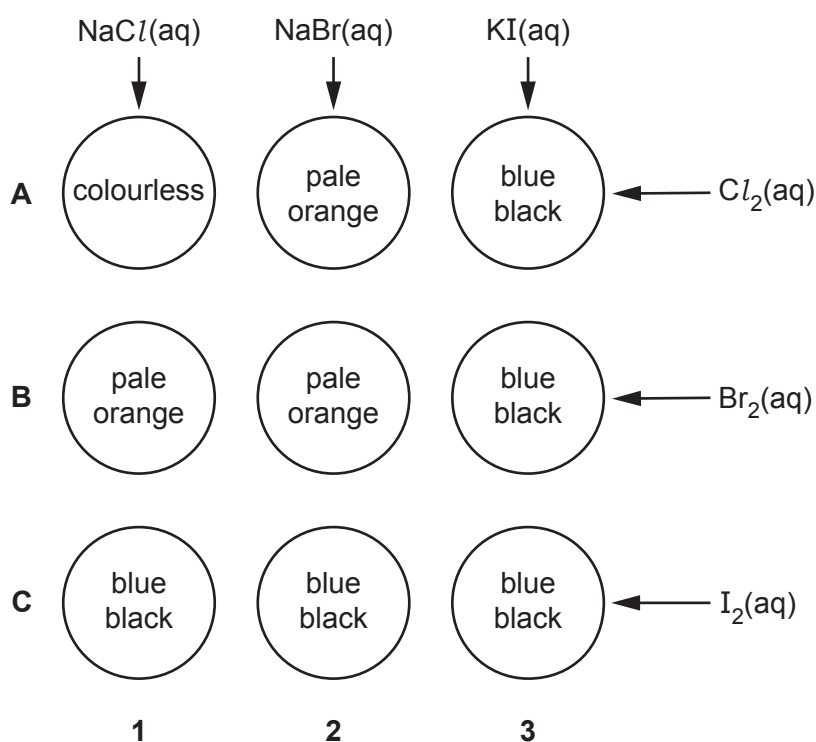 NaCl(aq) NaBr(aq) KI(aq)
A colourless pale orange blue black Cl₂(aq)
B pale orange pale orange blue black Br₂(aq)
C blue black blue black blue black I₂(aq)
1 2 3